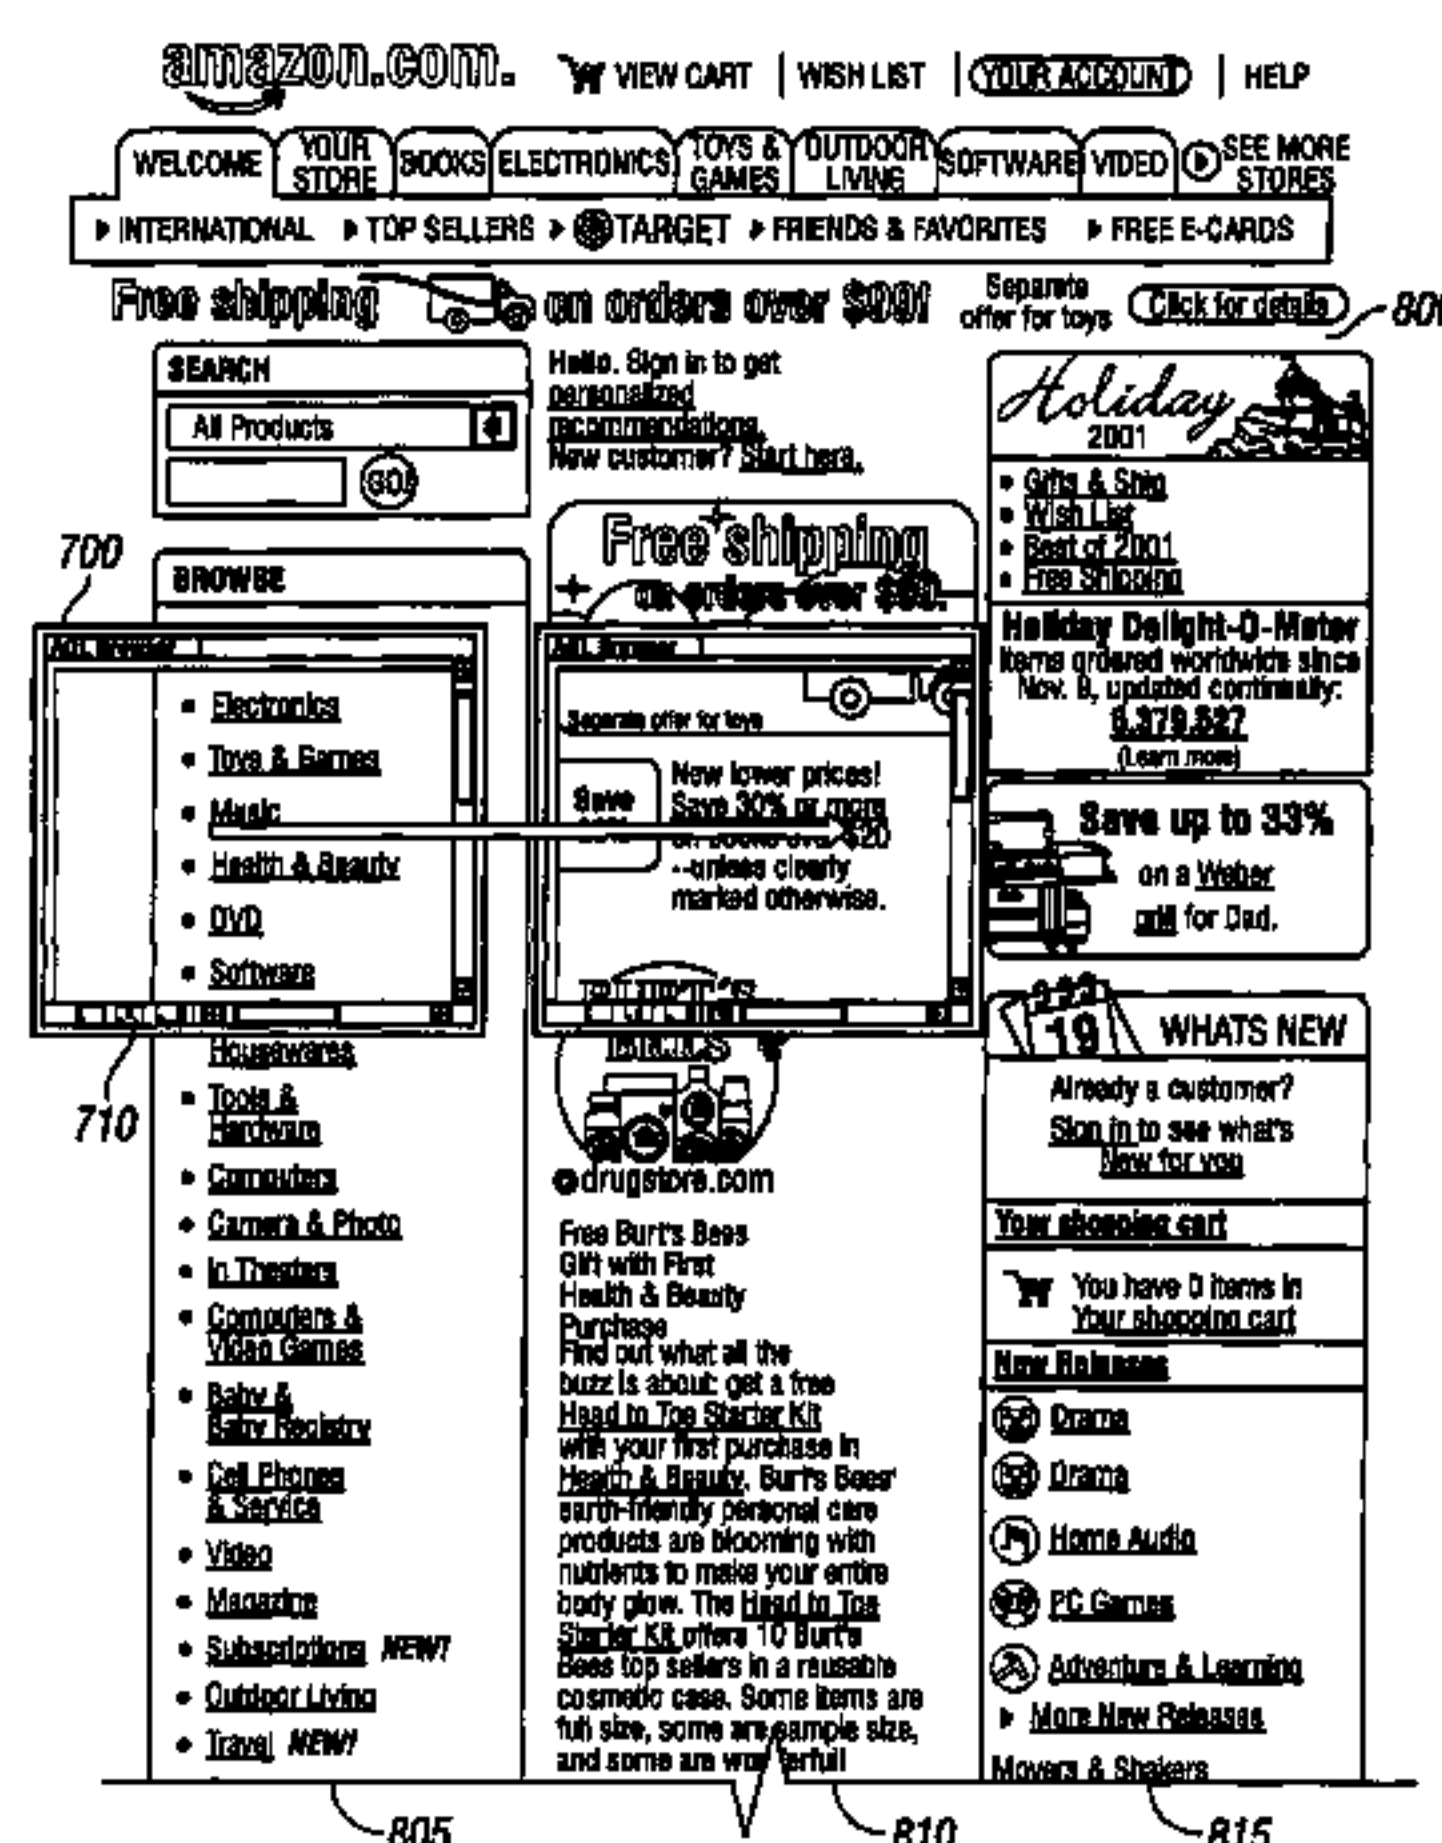 amazon.com.
VIEW CART | WISH LIST | YOUR ACCOUNT | HELP
WELCOME
YOUR
STORE
BOOKS
ELECTRONICS
TOYS &
GAMES
OUTDOOR
LIVING
SOFTWARE
VIDEO
SEE MORE
STORES
INTERNATIONAL
TOP SELLERS
TARGET
FRIENDS & FAVORITES
FREE E-CARDS
Free shipping on orders over $99!
Separate
offer for toys
Click for details
SEARCH
All Products
GO!
Hello. Sign in to get
personalized
recommendations.
New customer? Start here.
Holiday
2001
Gifts & Ship
Wish List
Best of 2001
Free Shipping
700
BROWSE
Free shipping
on orders over
Holiday Delight-O-Meter
Items ordered worldwide since
Nov. 9, updated continually:
6,379,527
(Learn more)
Electronics
Toys & Games
Music
Health & Beauty
DVD
Software
Housewares
Tools &
Hardware
Computers
Camera & Photo
In Theaters
Computers &
Video Games
Baby &
Baby Registry
Cell Phones
& Service
Video
Magazine
Subscriptions NEW!
Outdoor Living
Travel NEW!
710
Separate offer for toys
Save
New lower prices!
Save 30% or more
on books over $20
--unless clearly
marked otherwise.
drugstore.com
Free Burt's Bees
Gift with First
Health & Beauty
Purchase
Find out what all the
buzz is about: get a free
Head to Toe Starter Kit
with your first purchase in
Health & Beauty. Burt's Bees'
earth-friendly personal care
products are blooming with
nutrients to make your entire
body glow. The Head to Toe
Starter Kit offers 10 Burt's
Bees top sellers in a reusable
cosmetic case. Some items are
full size, some are sample size,
and some are
Save up to 33%
on a Weber
grill for Dad.
19
WHATS NEW
Already a customer?
Sign in to see what's
New for you
Your shopping cart
You have 0 items in
Your shopping cart
New Releases
Drama
Drama
Home Audio
PC Games
Adventure & Learning
More New Releases
Movers & Shakers
805
810
815